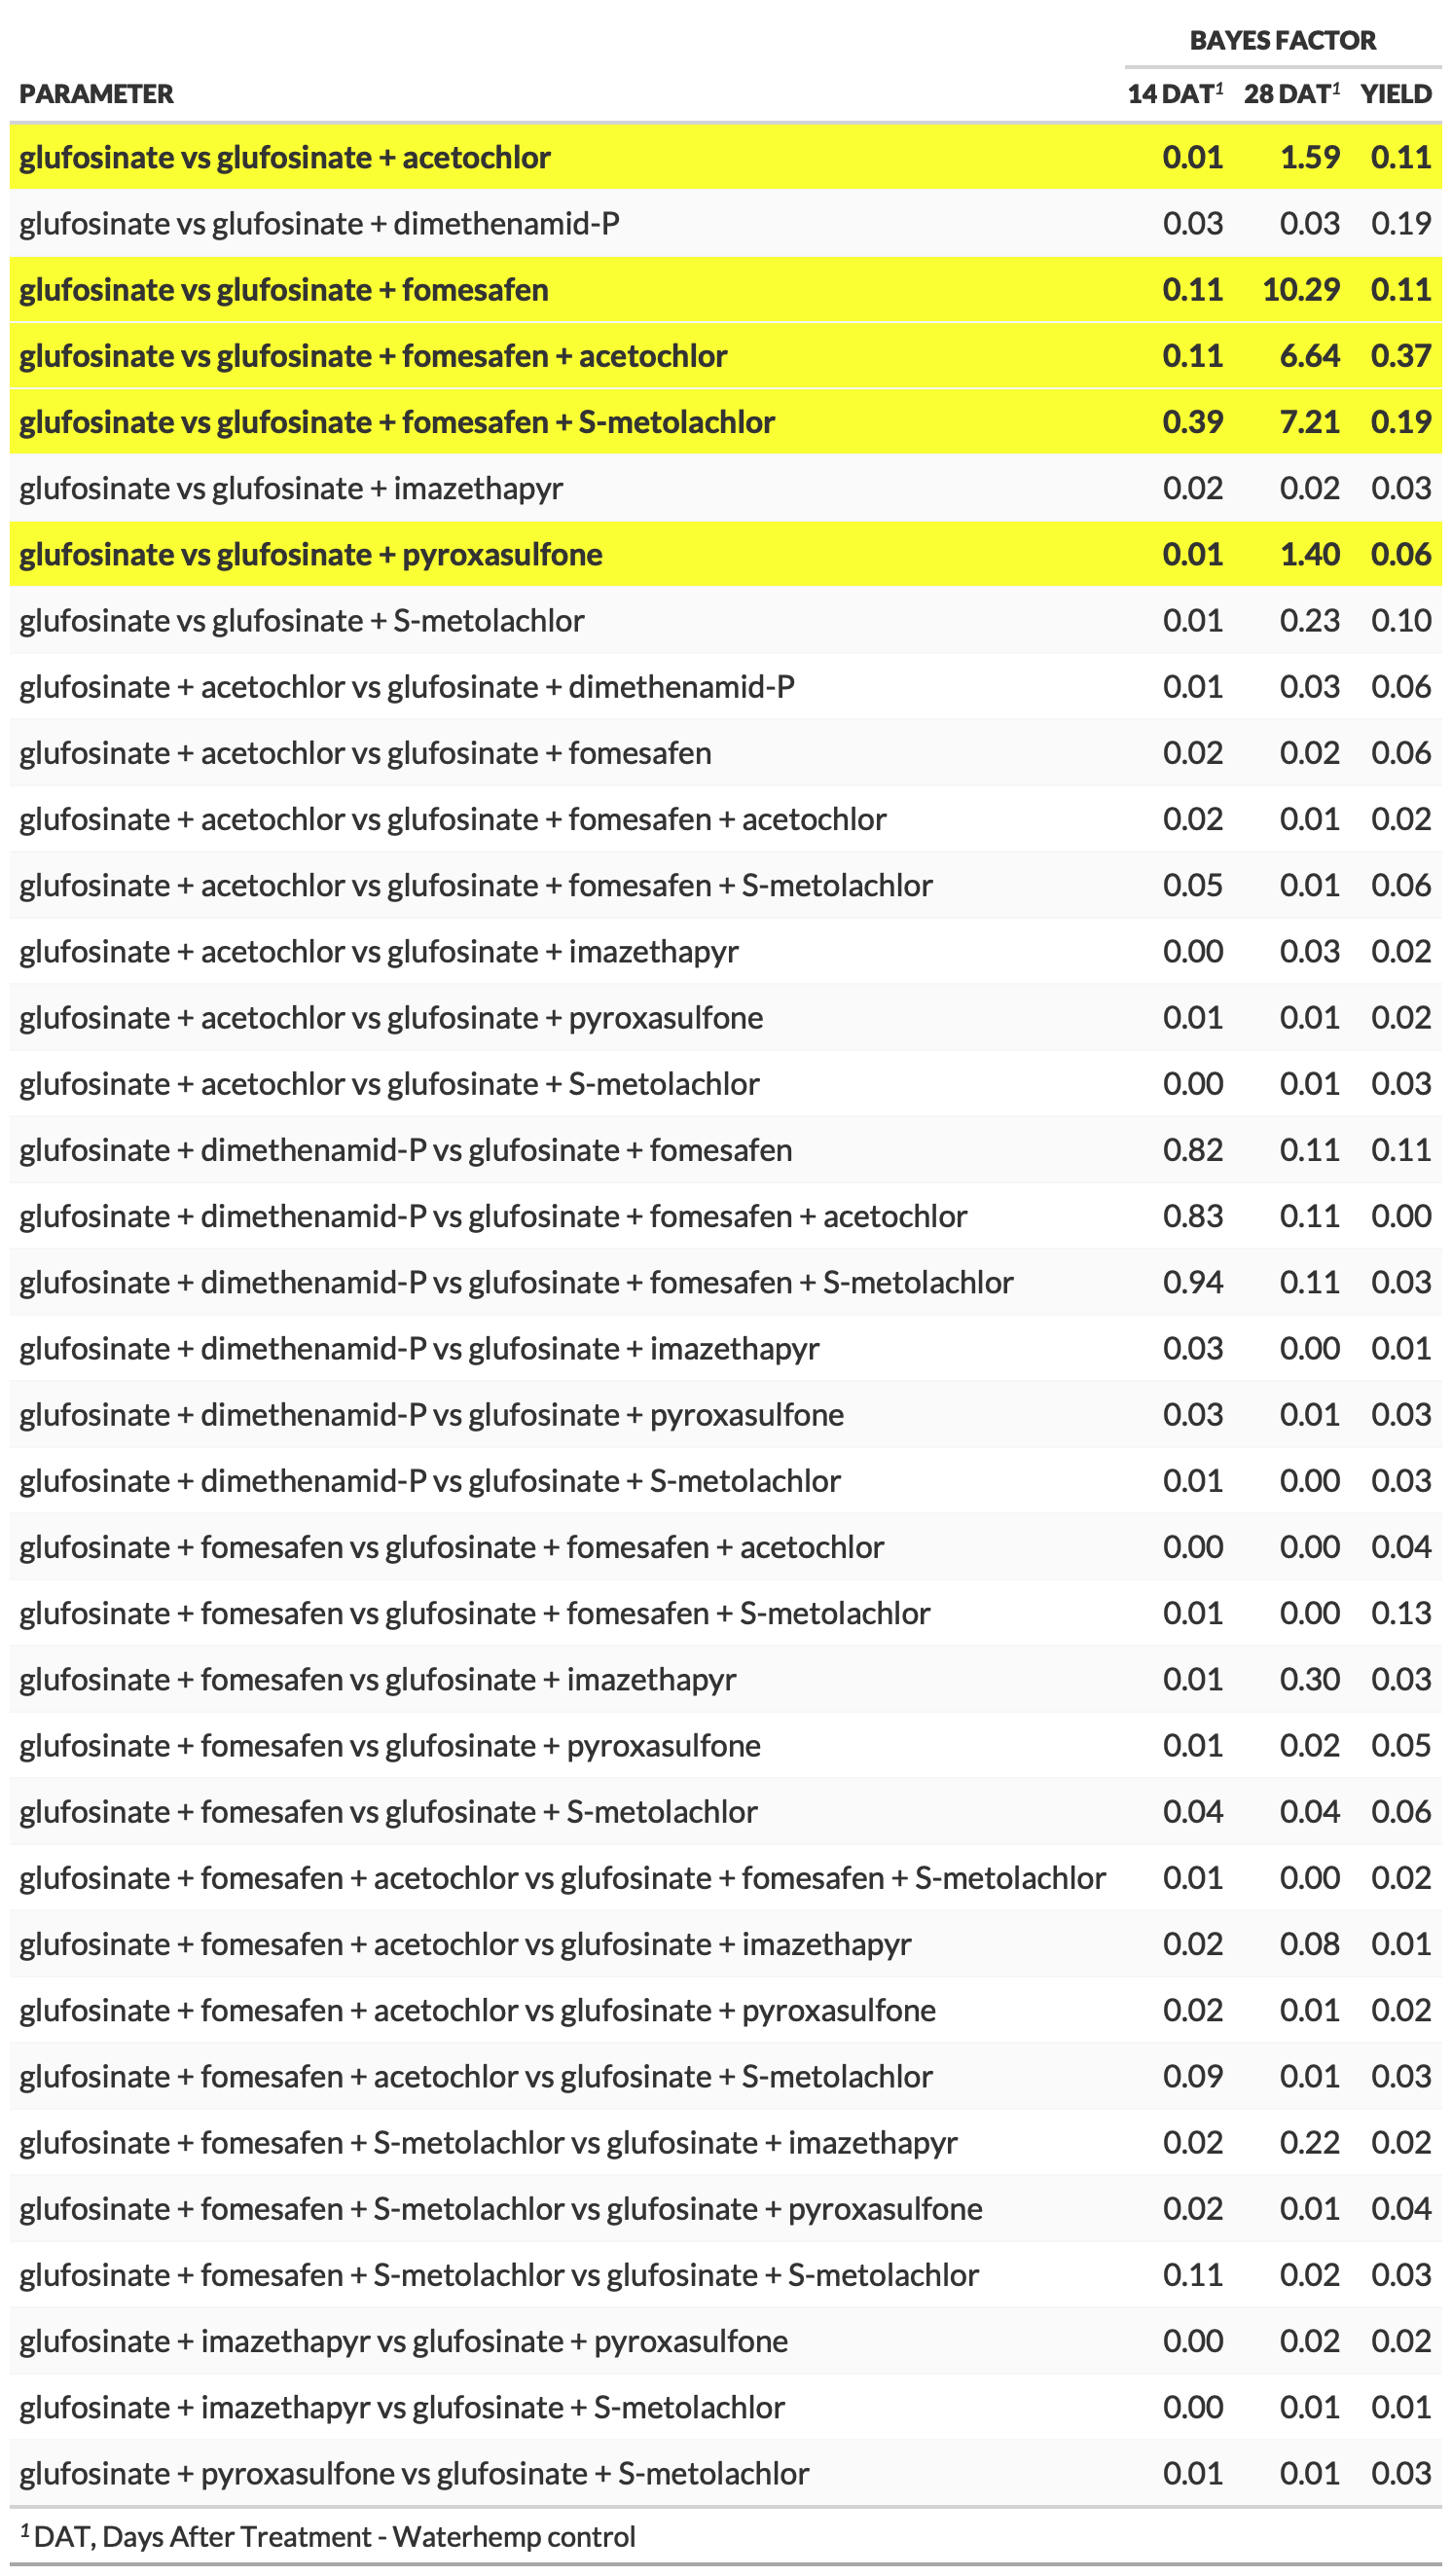 BAYES FACTOR
PARAMETER 14 DAT1 28 DAT1 YIELD
glufosinate vs glufosinate + acetochlor 0.01 1.59 0.11
glufosinate vs glufosinate + dimethenamid-P 0.03 0.03 0.19
glufosinate vs glufosinate + fomesafen 0.11 10.29 0.11
glufosinate vs glufosinate + fomesafen + acetochlor 0.11 6.64 0.37
glufosinate vs glufosinate + fomesafen + S-metolachlor 0.39 7.21 0.19
glufosinate vs glufosinate + imazethapyr 0.02 0.02 0.03
glufosinate vs glufosinate + pyroxasulfone 0.01 1.40 0.06
glufosinate vs glufosinate + S-metolachlor 0.01 0.23 0.10
glufosinate + acetochlor vs glufosinate + dimethenamid-P 0.01 0.03 0.06
glufosinate + acetochlor vs glufosinate + fomesafen 0.02 0.02 0.06
glufosinate + acetochlor vs glufosinate + fomesafen + acetochlor 0.02 0.01 0.02
glufosinate + acetochlor vs glufosinate + fomesafen + S-metolachlor 0.05 0.01 0.06
glufosinate + acetochlor vs glufosinate + imazethapyr 0.00 0.03 0.02
glufosinate + acetochlor vs glufosinate + pyroxasulfone 0.01 0.01 0.02
glufosinate + acetochlor vs glufosinate + S-metolachlor 0.00 0.01 0.03
glufosinate + dimethenamid-P vs glufosinate + fomesafen 0.82 0.11 0.11
glufosinate + dimethenamid-P vs glufosinate + fomesafen + acetochlor 0.83 0.11 0.00
glufosinate + dimethenamid-P vs glufosinate + fomesafen + S-metolachlor 0.94 0.11 0.03
glufosinate + dimethenamid-P vs glufosinate + imazethapyr 0.03 0.00 0.01
glufosinate + dimethenamid-P vs glufosinate + pyroxasulfone 0.03 0.01 0.03
glufosinate + dimethenamid-P vs glufosinate + S-metolachlor 0.01 0.00 0.03
glufosinate + fomesafen vs glufosinate + fomesafen + acetochlor 0.00 0.00 0.04
glufosinate + fomesafen vs glufosinate + fomesafen + S-metolachlor 0.01 0.00 0.13
glufosinate + fomesafen vs glufosinate + imazethapyr 0.01 0.30 0.03
glufosinate + fomesafen vs glufosinate + pyroxasulfone 0.01 0.02 0.05
glufosinate + fomesafen vs glufosinate + S-metolachlor 0.04 0.04 0.06
glufosinate + fomesafen + acetochlor vs glufosinate + fomesafen + S-metolachlor 0.01 0.00 0.02
glufosinate + fomesafen + acetochlor vs glufosinate + imazethapyr 0.02 0.08 0.01
glufosinate + fomesafen + acetochlor vs glufosinate + pyroxasulfone 0.02 0.01 0.02
glufosinate + fomesafen + acetochlor vs glufosinate + S-metolachlor 0.09 0.01 0.03
glufosinate + fomesafen + S-metolachlor vs glufosinate + imazethapyr 0.02 0.22 0.02
glufosinate + fomesafen + S-metolachlor vs glufosinate + pyroxasulfone 0.02 0.01 0.04
glufosinate + fomesafen + S-metolachlor vs glufosinate + S-metolachlor 0.11 0.02 0.03
glufosinate + imazethapyr vs glufosinate + pyroxasulfone 0.00 0.02 0.02
glufosinate + imazethapyr vs glufosinate + S-metolachlor 0.00 0.01 0.01
glufosinate + pyroxasulfone vs glufosinate + S-metolachlor 0.01 0.01 0.03
1 DAT, Days After Treatment - Waterhemp control